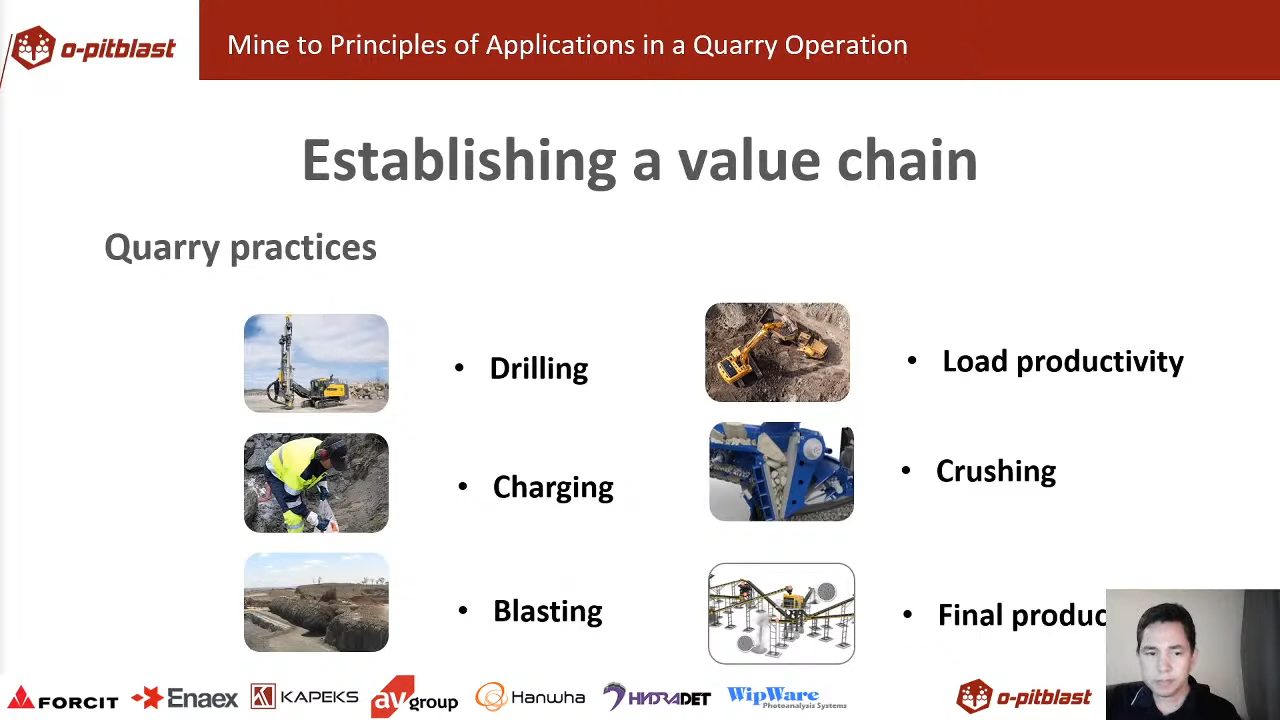 o-pitblast
Mine to Principles of Applications in a Quarry Operation
Establishing a value chain
Quarry practices
• Drilling
• Load productivity
• Charging
• Crushing
• Blasting
• Final produc
FORCIT
Enaex
KAPEKS
av group
Hanwha
HYDRADET
WipWare
Photoanalysis Systems
o-pitblast